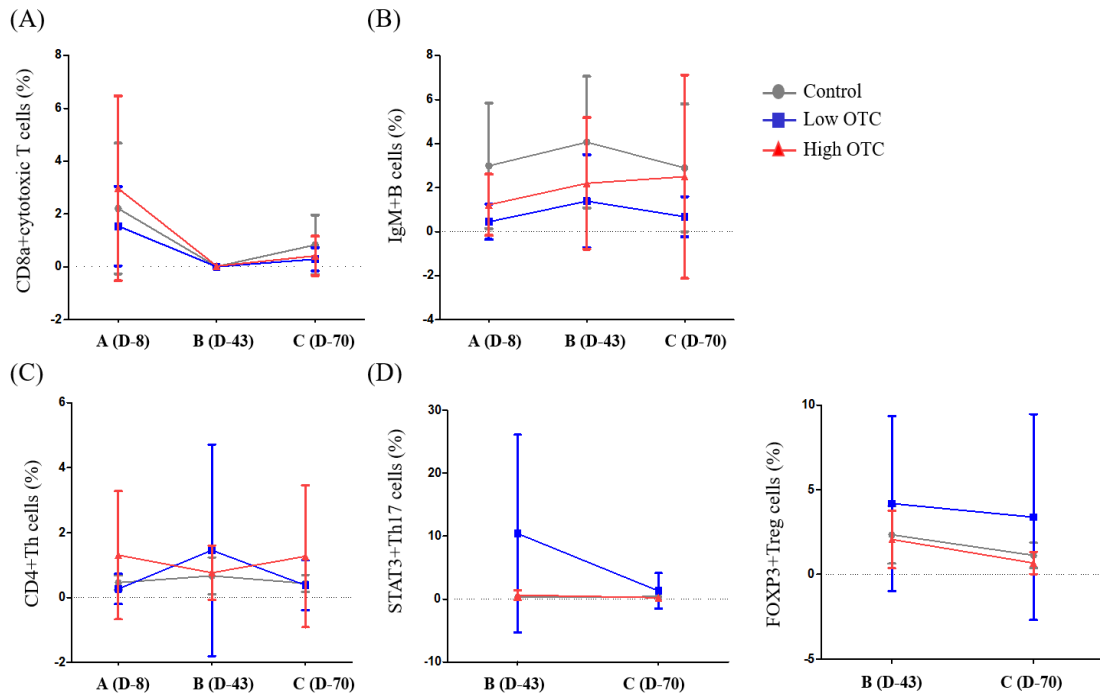 (A)
CD8a+cytotoxic T cells (%)
8
6
4
2
0
-2
A (D-8) B (D-43) C (D-70)
(B)
IgM+B cells (%)
8
6
4
2
0
-2
-4
A (D-8) B (D-43) C (D-70)
Control
Low OTC
High OTC
(C)
CD4+Th cells (%)
6
4
2
0
-2
A (D-8) B (D-43) C (D-70)
(D)
STAT3+Th17 cells (%)
30
20
10
0
-10
B (D-43) C (D-70)
FOXP3+Treg cells (%)
10
5
0
-5
B (D-43) C (D-70)